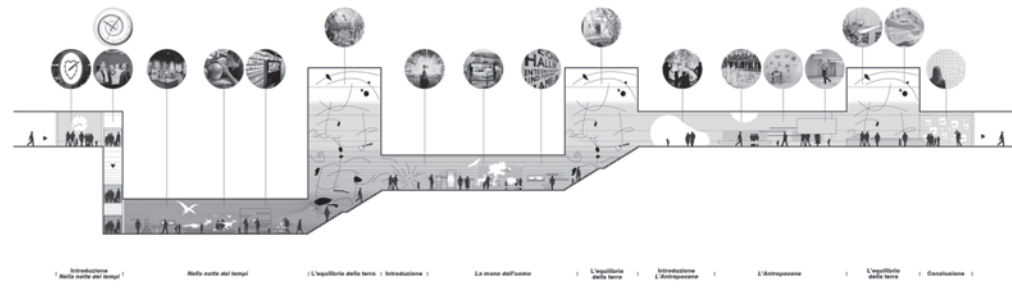 Introduzione
Nella notte dei tempi
Nella notte dei tempi
L'equilibrio della terra
Introduzione
La mano dell'uomo
L'equilibrio
della terra
Introduzione
L'Antropocene
L'Antropocene
L'equilibrio
della terra
Conclusione